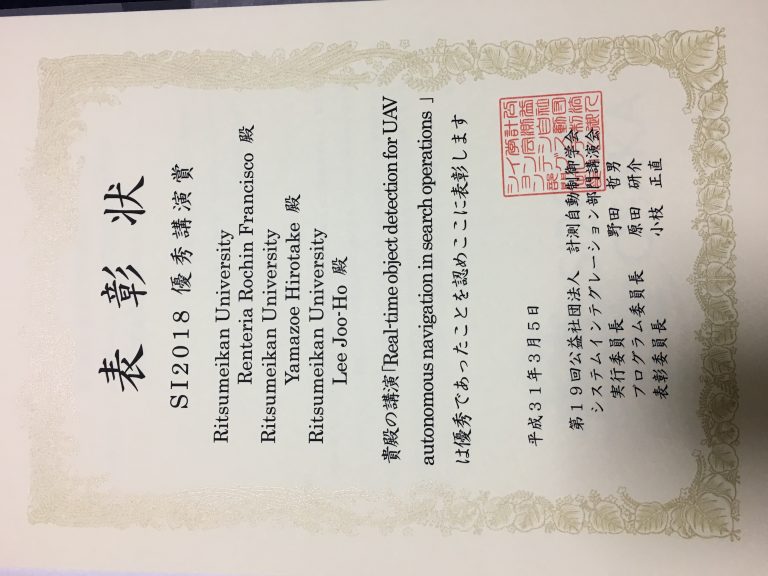 表彰状
SI2018 優秀講演賞
Ritsumeikan University
Renteria Rochin Francisco 殿
Ritsumeikan University
Yamazoe Hirotake 殿
Ritsumeikan University
Lee Joo-Ho 殿
貴殿の講演「Real-time object detection for UAV
autonomous navigation in search operations 」
は優秀であったことを認めここに表彰します
平成31年3月5日
第19回公益社団法人 計測自動制御学会
システムインテグレーション部門講演会
実行委員長 野田 哲男
プログラム委員長 原田 研介
表彰委員長 小枝 正直